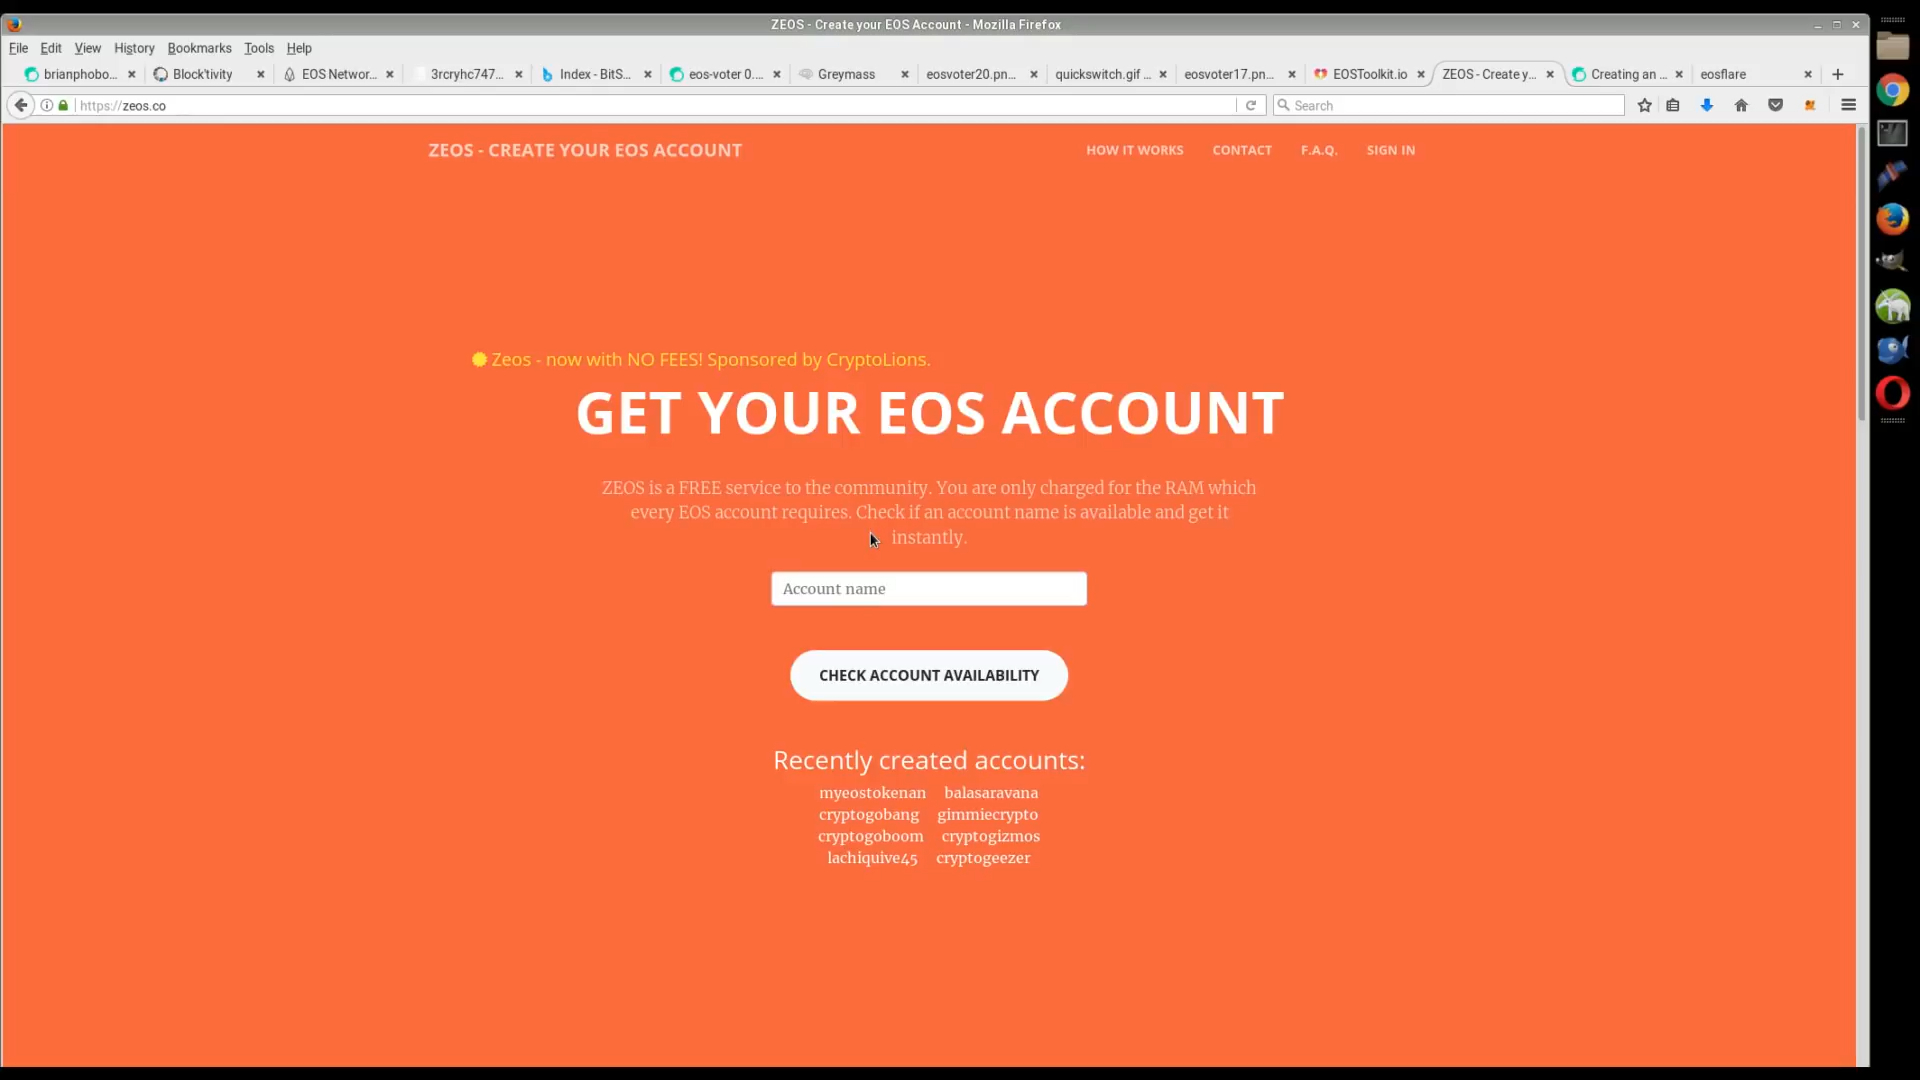 ZEOS - Create your EOS Account - Mozilla Firefox
File Edit View History Bookmarks Tools Help
brianphobo... Block'tivity EOS Networ... 3rcryhc747... Index - BitS... eos-voter 0.... Greymass eosvoter20.pn... quickswitch.gif ... eosvoter17.pn... EOSToolkit.io ZEOS - Create y... Creating an ... eosflare
https://zeos.co Search
ZEOS - CREATE YOUR EOS ACCOUNT HOW IT WORKS CONTACT F.A.Q. SIGN IN
Zeos - now with NO FEES! Sponsored by CryptoLions.
GET YOUR EOS ACCOUNT
ZEOS is a FREE service to the community. You are only charged for the RAM which
every EOS account requires. Check if an account name is available and get it
instantly.
Account name
CHECK ACCOUNT AVAILABILITY
Recently created accounts:
myeostokenan balasaravana
cryptogobang gimmiecrypto
cryptogoboom cryptogizmos
lachiquive45 cryptogeezer